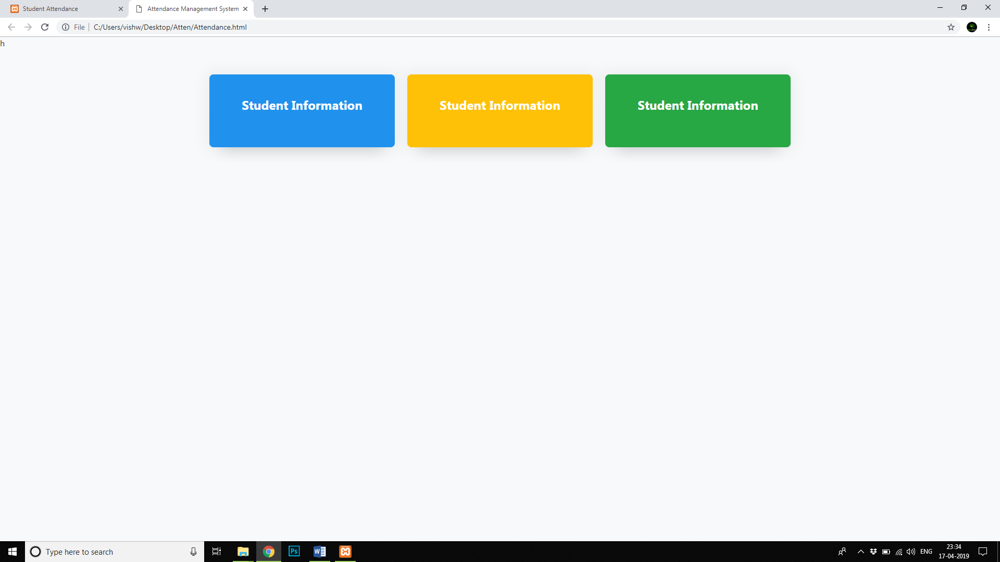 Student Attendance
Attendance Management System
File
C:/Users/vishw/Desktop/Atten/Attendance.html
h
Student Information
Student Information
Student Information
Type here to search
Ps
W
ENG
23:34
17-04-2019